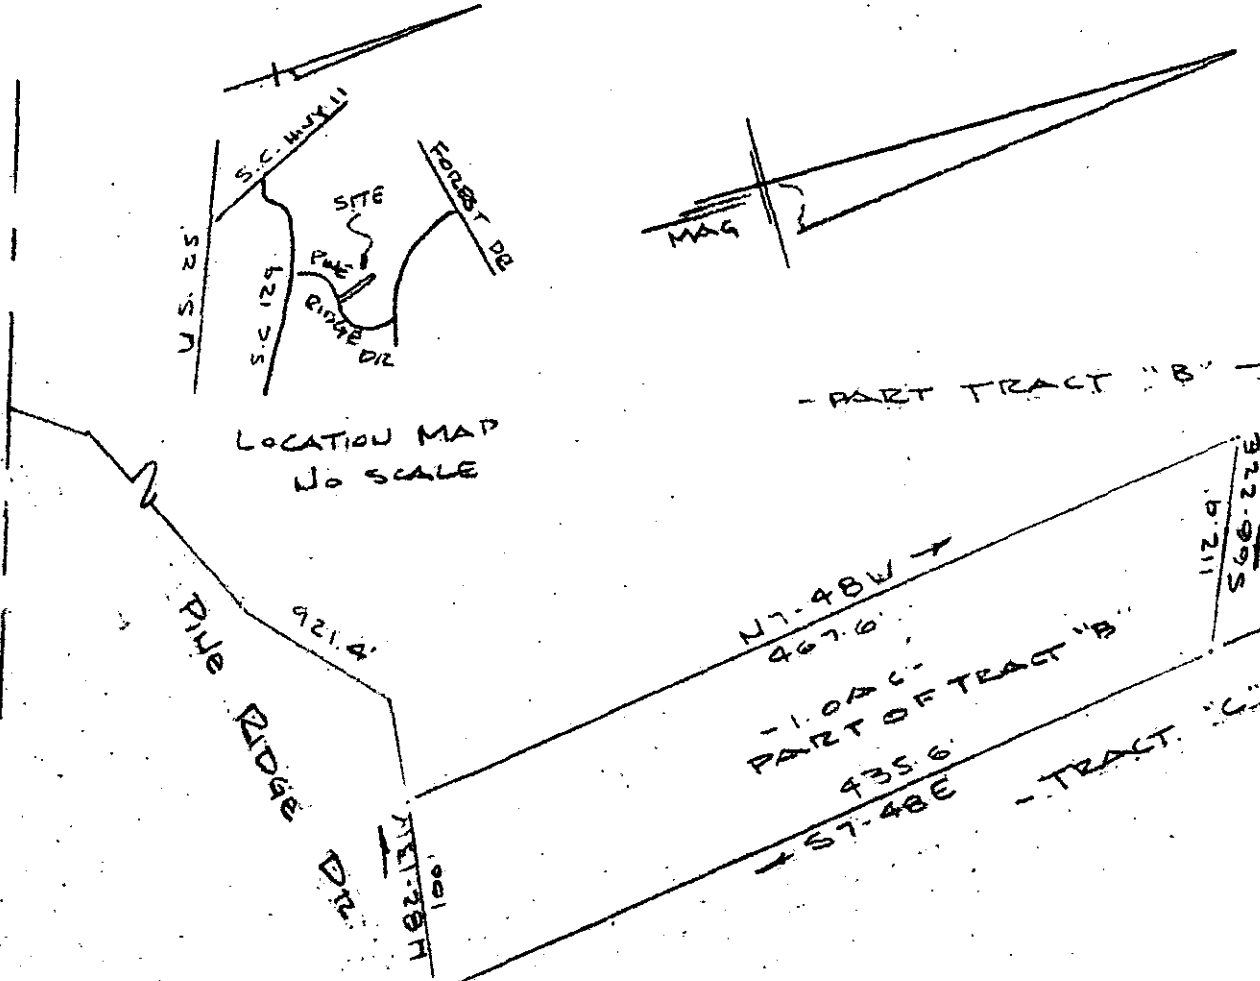 S.C. HWY 11
FOREST DR
SITE
U.S. 25
S.C 129
PINE
RIDGE
DR
MAG
LOCATION MAP
NO SCALE
- PART TRACT "B" -
921.4'
PINE RIDGE DR.
N7-48W
467.6'
112.9
-1.0 AC-
PART OF TRACT "B"
435.6'
S7-48E
- TRACT "C"
100'